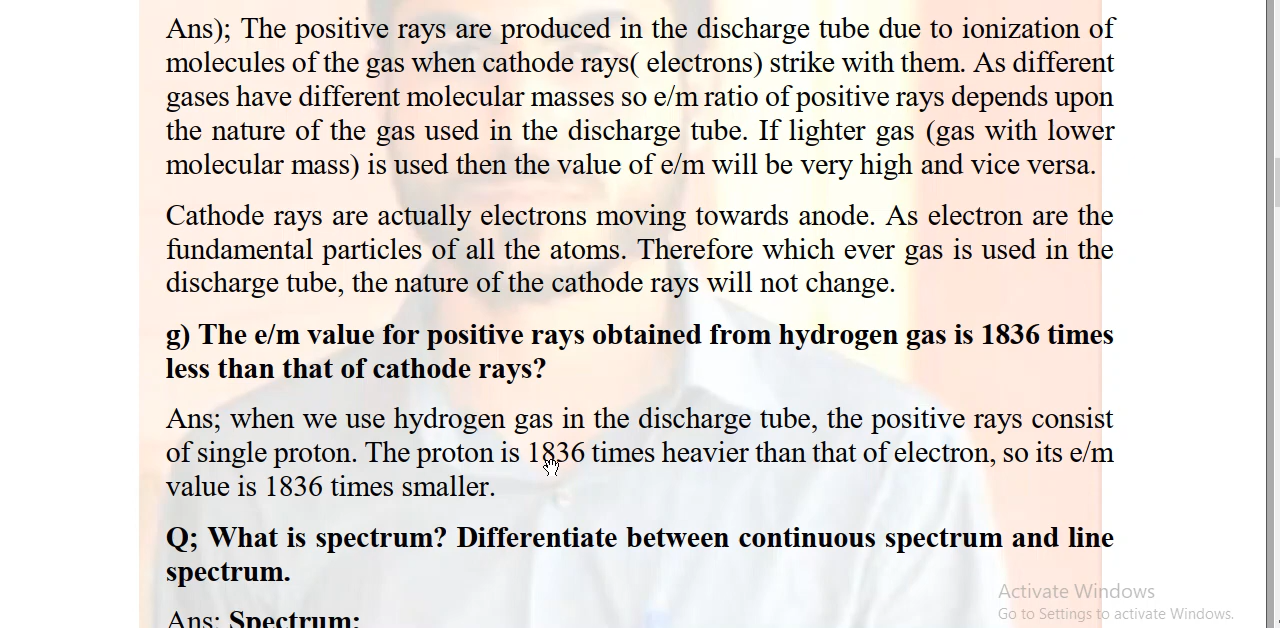 Ans); The positive rays are produced in the discharge tube due to ionization of
molecules of the gas when cathode rays( electrons) strike with them. As different
gases have different molecular masses so e/m ratio of positive rays depends upon
the nature of the gas used in the discharge tube. If lighter gas (gas with lower
molecular mass) is used then the value of e/m will be very high and vice versa.
Cathode rays are actually electrons moving towards anode. As electron are the
fundamental particles of all the atoms. Therefore which ever gas is used in the
discharge tube, the nature of the cathode rays will not change.
g) The e/m value for positive rays obtained from hydrogen gas is 1836 times
less than that of cathode rays?
Ans; when we use hydrogen gas in the discharge tube, the positive rays consist
of single proton. The proton is 1836 times heavier than that of electron, so its e/m
value is 1836 times smaller.
Q; What is spectrum? Differentiate between continuous spectrum and line
spectrum.
Ans; Spectrum:
Activate Windows
Go to Settings to activate Windows.